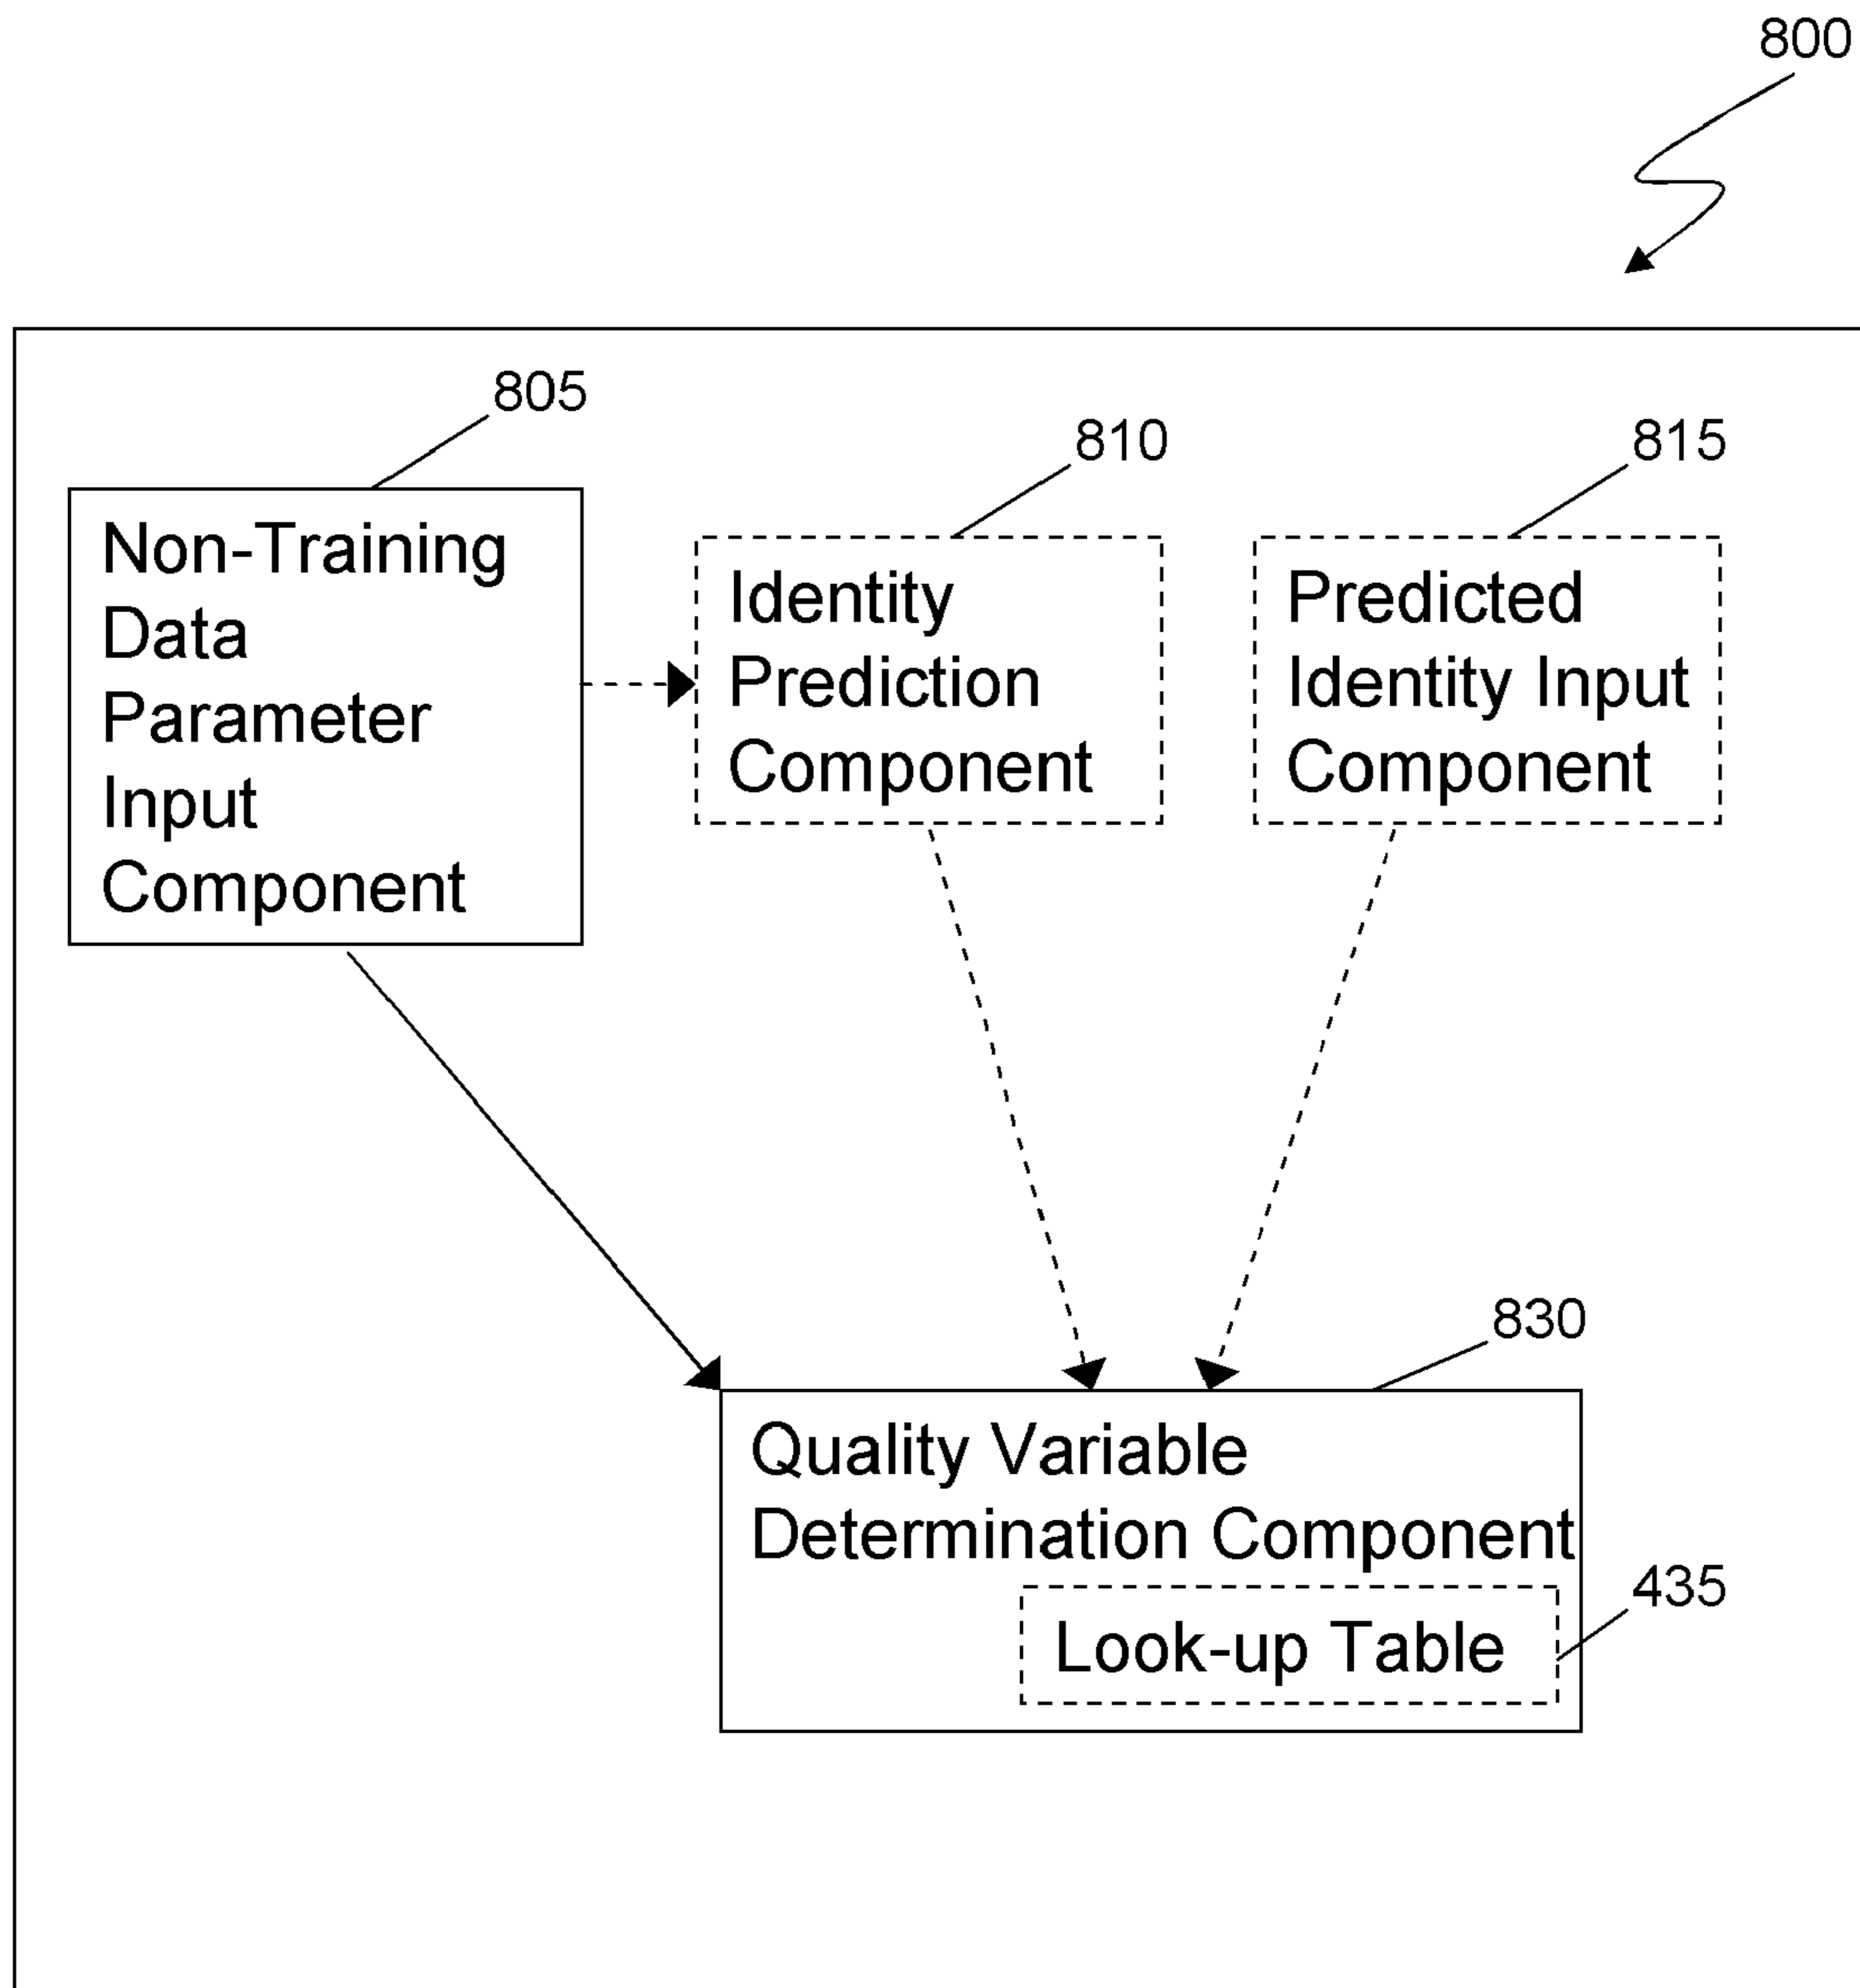 800
805
810
815
Non-Training
Data
Parameter
Input
Component
Identity
Prediction
Component
Predicted
Identity Input
Component
830
Quality Variable
Determination Component
435
Look-up Table